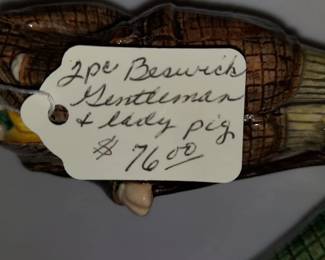 2pc Beswick
Gentleman
& lady pig
$ 76.00